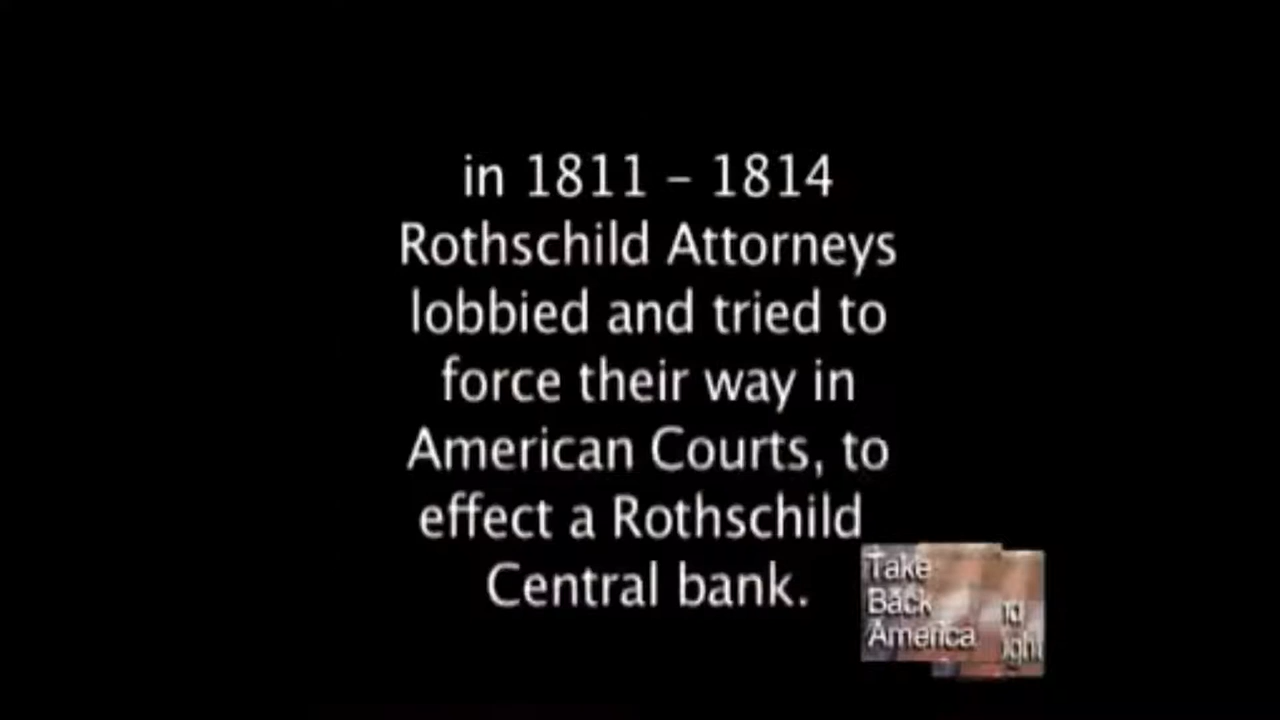 in 1811 – 1814
Rothschild Attorneys
lobbied and tried to
force their way in
American Courts, to
effect a Rothschild
Central bank.
Take
Back
America